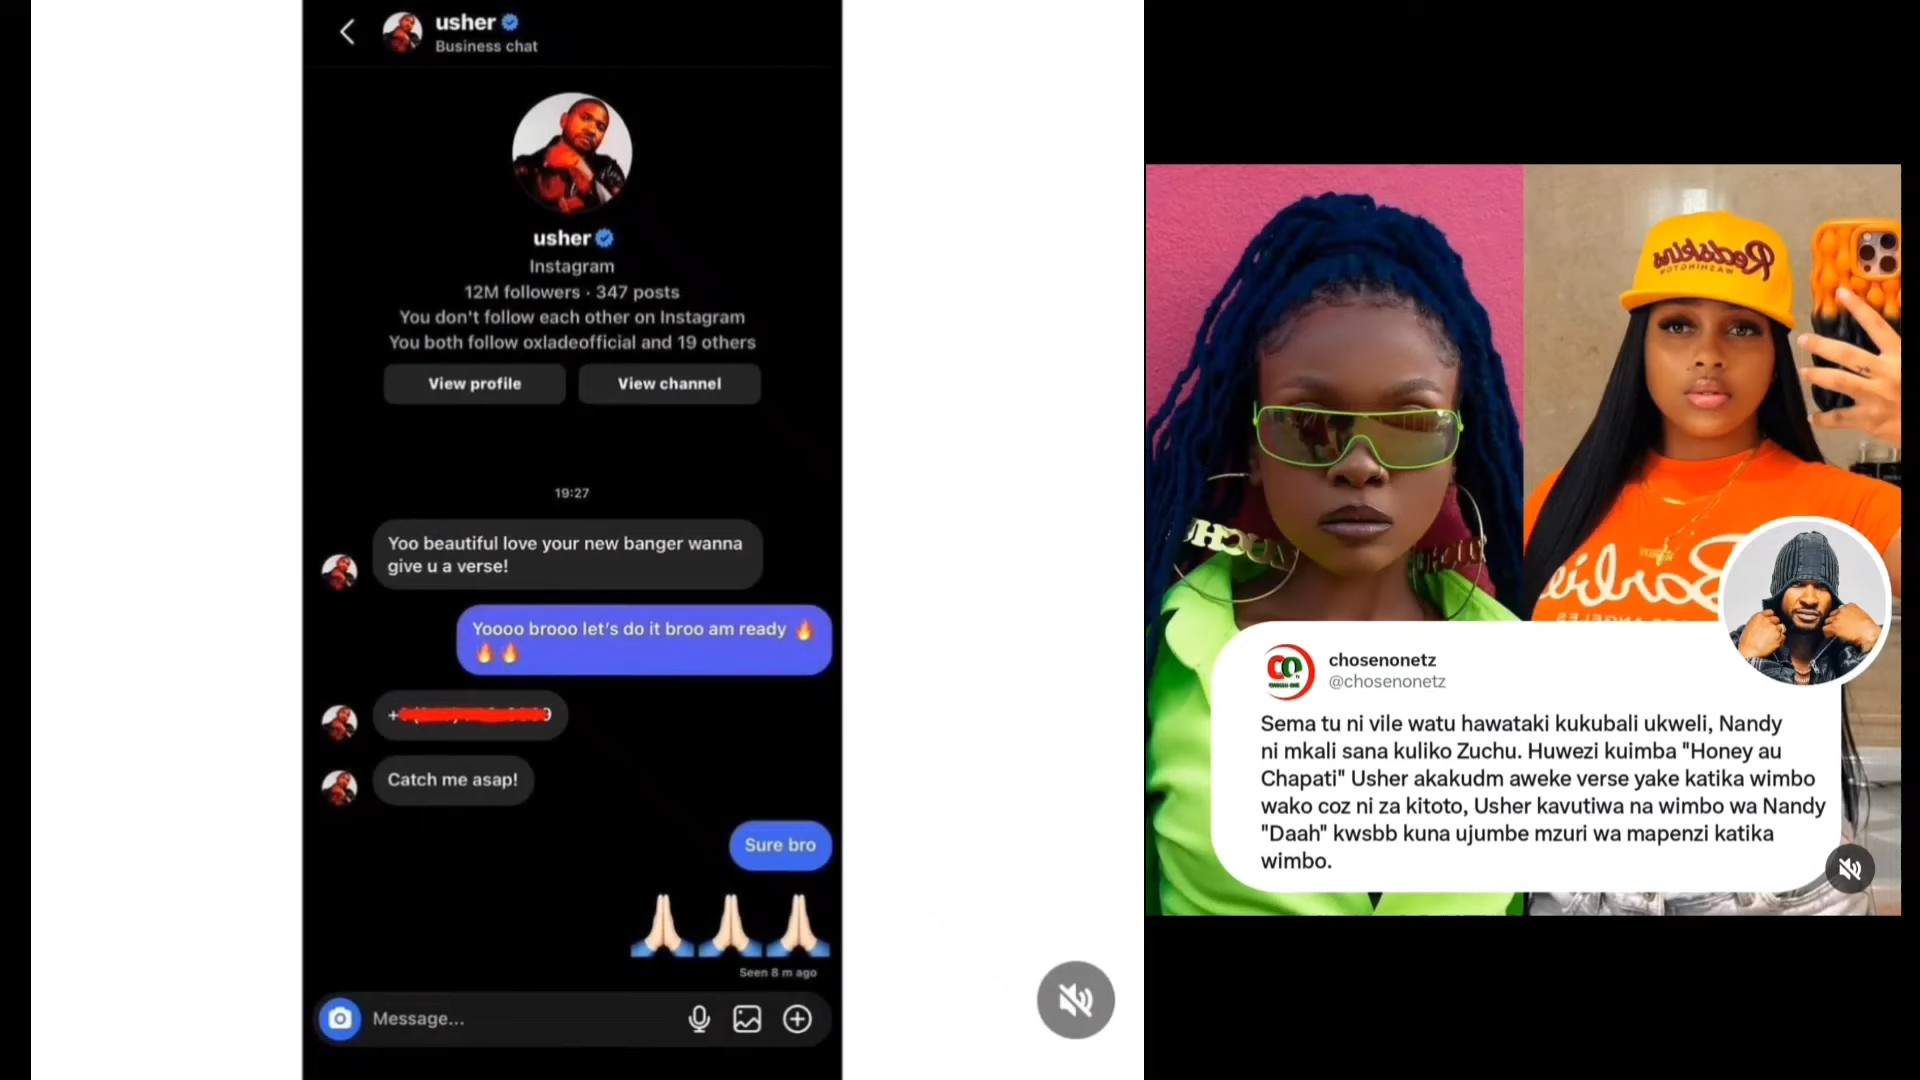 usher
Business chat
usher
Instagram
12M followers · 347 posts
You don't follow each other on Instagram
You both follow oxladeofficial and 19 others
View profile
View channel
19:27
Yoo beautiful love your new banger wanna
give u a verse!
Yoooo brooo let's do it broo am ready 🔥
🔥🔥
Catch me asap!
Sure bro
🙏🏻🙏🏻🙏🏻
Seen 8 m ago
Message...
Redskins
WASHINGTON
Barbie
chosenonetz
@chosenonetz
Sema tu ni vile watu hawataki kukubali ukweli, Nandy
ni mkali sana kuliko Zuchu. Huwezi kuimba "Honey au
Chapati" Usher akakudm aweke verse yake katika wimbo
wako coz ni za kitoto, Usher kavutiwa na wimbo wa Nandy
"Daah" kwsbb kuna ujumbe mzuri wa mapenzi katika
wimbo.